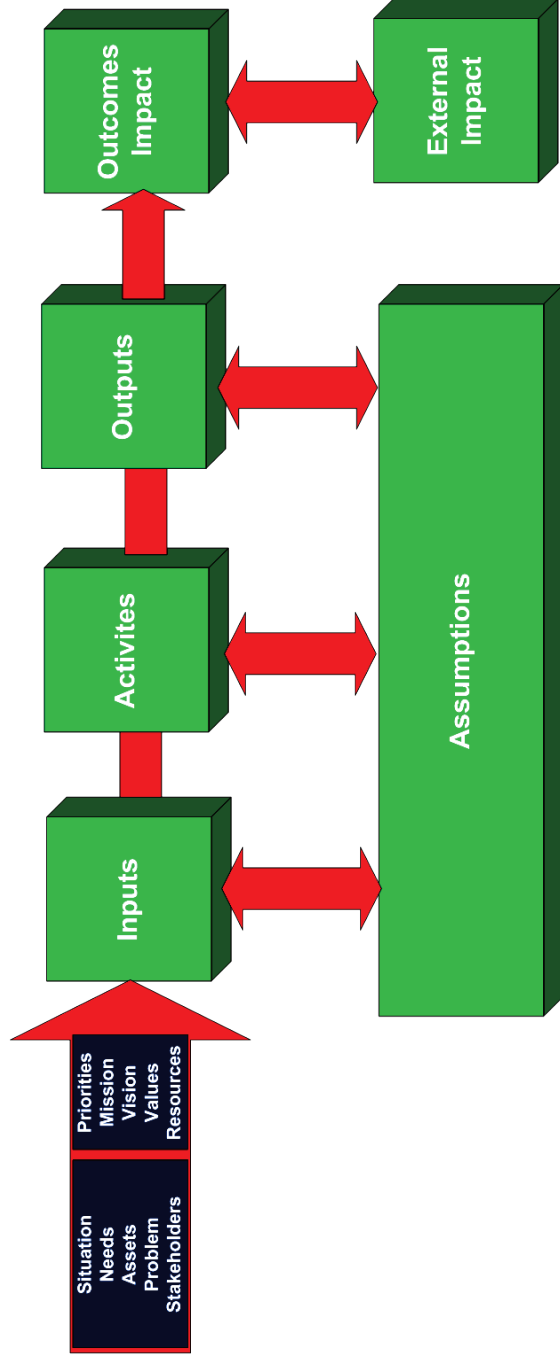 Situation
Needs
Assets
Problem
Stakeholders
Priorities
Mission
Vision
Values
Resources
Inputs
Activites
Outputs
Outcomes
Impact
Assumptions
External
Impact